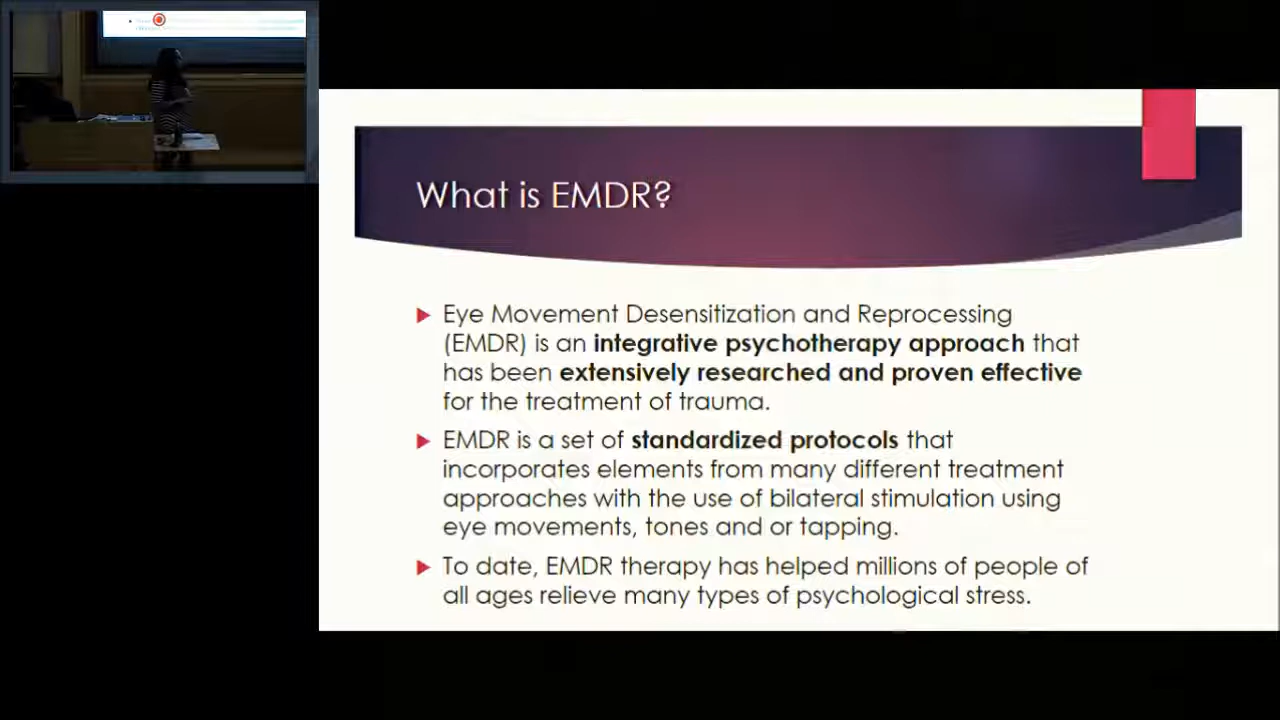 What is EMDR?
Eye Movement Desensitization and Reprocessing
(EMDR) is an integrative psychotherapy approach that
has been extensively researched and proven effective
for the treatment of trauma.
EMDR is a set of standardized protocols that
incorporates elements from many different treatment
approaches with the use of bilateral stimulation using
eye movements, tones and or tapping.
To date, EMDR therapy has helped millions of people of
all ages relieve many types of psychological stress.